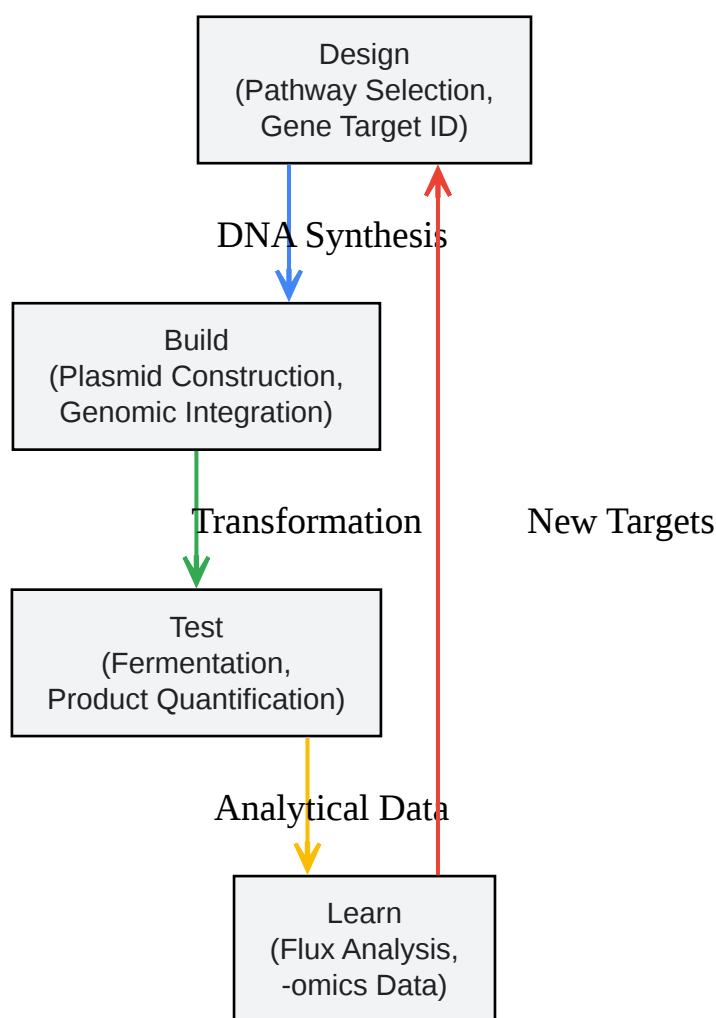 Design
(Pathway Selection,
Gene Target ID)
DNA Synthesis
Build
(Plasmid Construction,
Genomic Integration)
Transformation
New Targets
Test
(Fermentation,
Product Quantification)
Analytical Data
Learn
(Flux Analysis,
-omics Data)